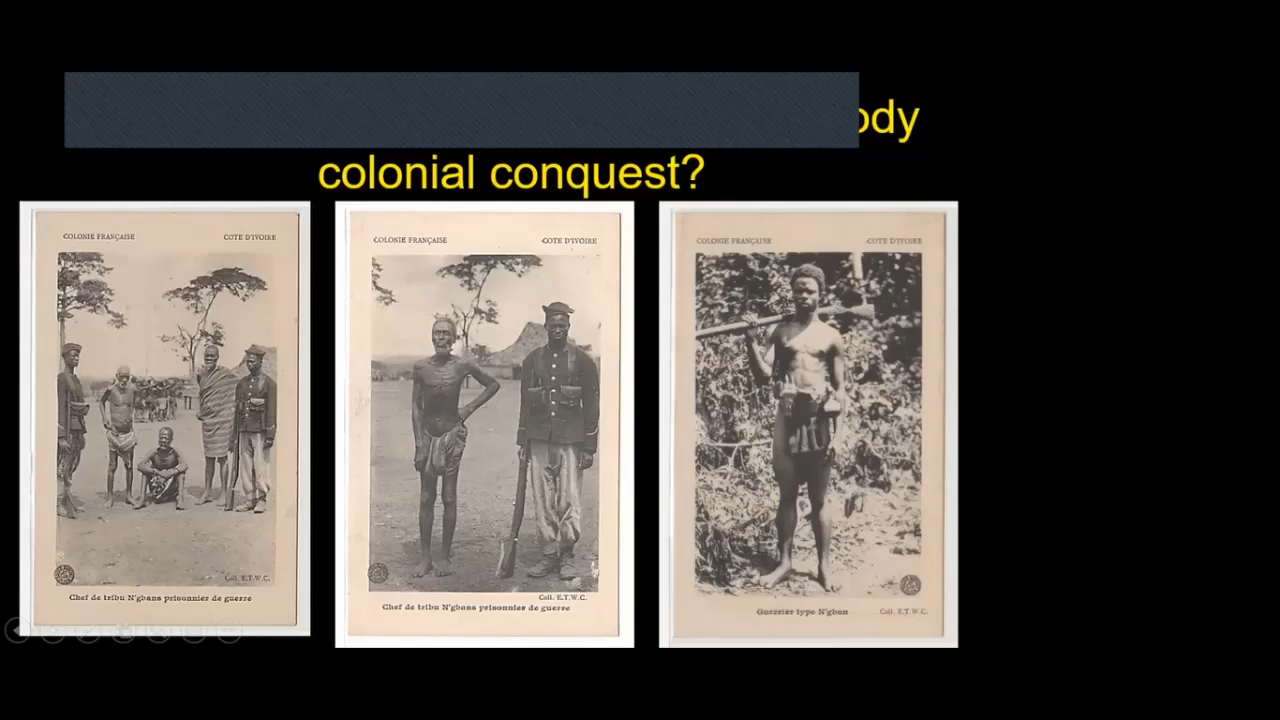 ody
colonial conquest?
COLONIE FRANÇAISE COTE D'IVOIRE
Coll. E.T.W.C.
Chef de tribu N'gbans prisonnier de guerre
COLONIE FRANÇAISE COTE D'IVOIRE
Coll. E.T.W.C.
Chef de tribu N'gbans prisonnier de guerre
COLONIE FRANÇAISE COTE D'IVOIRE
Guerrier type N'gban Coll. E.T.W.C.